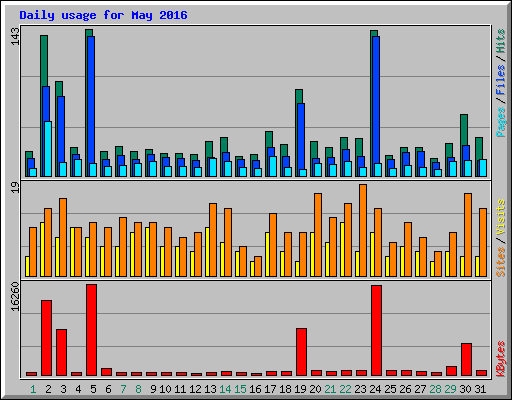 Daily usage for May 2016
143
Pages / Files / Hits
19
Sites / Visits
16260
KBytes
1 2 3 4 5 6 7 8 9 10 11 12 13 14 15 16 17 18 19 20 21 22 23 24 25 26 27 28 29 30 31